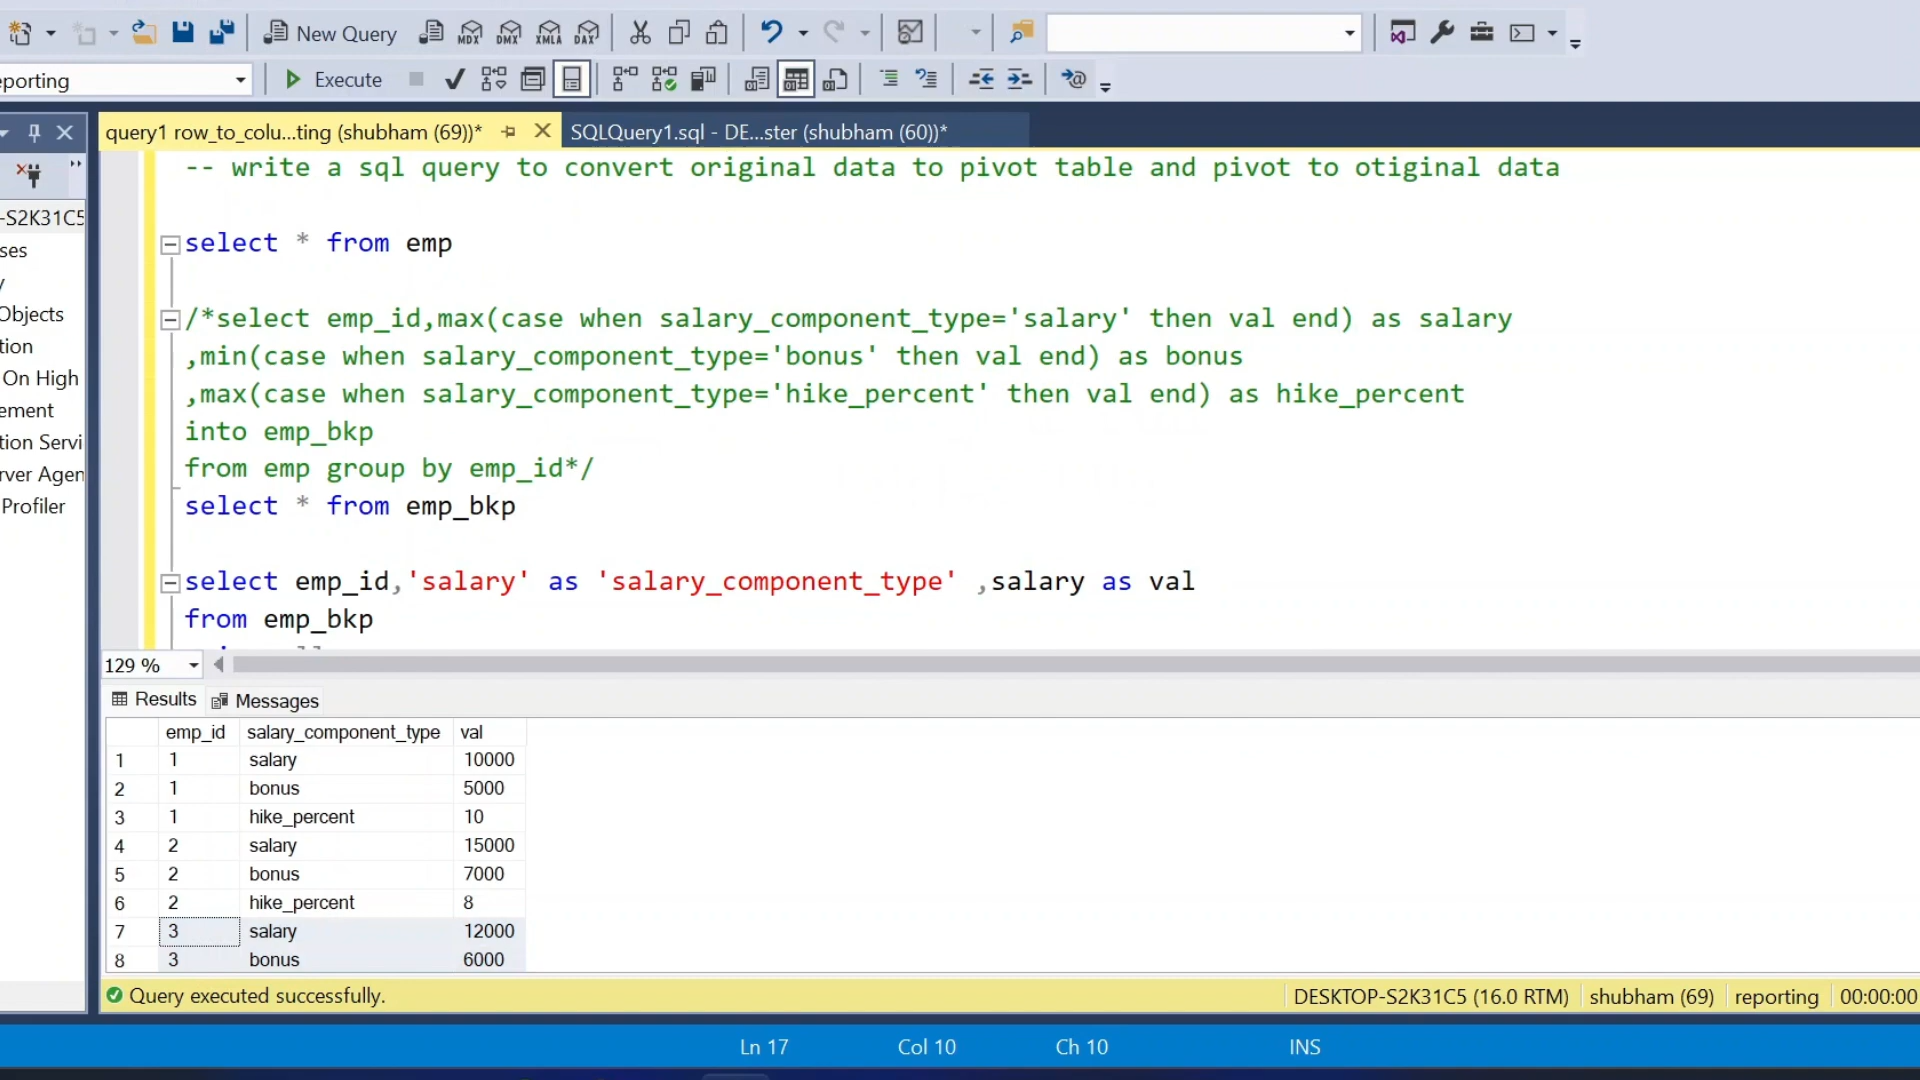 New Query
MDX DMX XMLA DAX
eporting
Execute
query1 row_to_colu...ting (shubham (69))*
SQLQuery1.sql - DE...ster (shubham (60))*
-S2K31C5
ses
y
Objects
tion
On High
ement
tion Servi
rver Agen
Profiler
-- write a sql query to convert original data to pivot table and pivot to otiginal data
select * from emp
/*select emp_id,max(case when salary_component_type='salary' then val end) as salary
,min(case when salary_component_type='bonus' then val end) as bonus
,max(case when salary_component_type='hike_percent' then val end) as hike_percent
into emp_bkp
from emp group by emp_id*/
select * from emp_bkp
select emp_id,'salary' as 'salary_component_type' ,salary as val
from emp_bkp
129 %
Results Messages
emp_id salary_component_type val
1 1 salary 10000
2 1 bonus 5000
3 1 hike_percent 10
4 2 salary 15000
5 2 bonus 7000
6 2 hike_percent 8
7 3 salary 12000
8 3 bonus 6000
Query executed successfully.
DESKTOP-S2K31C5 (16.0 RTM) shubham (69) reporting 00:00:00
Ln 17 Col 10 Ch 10 INS